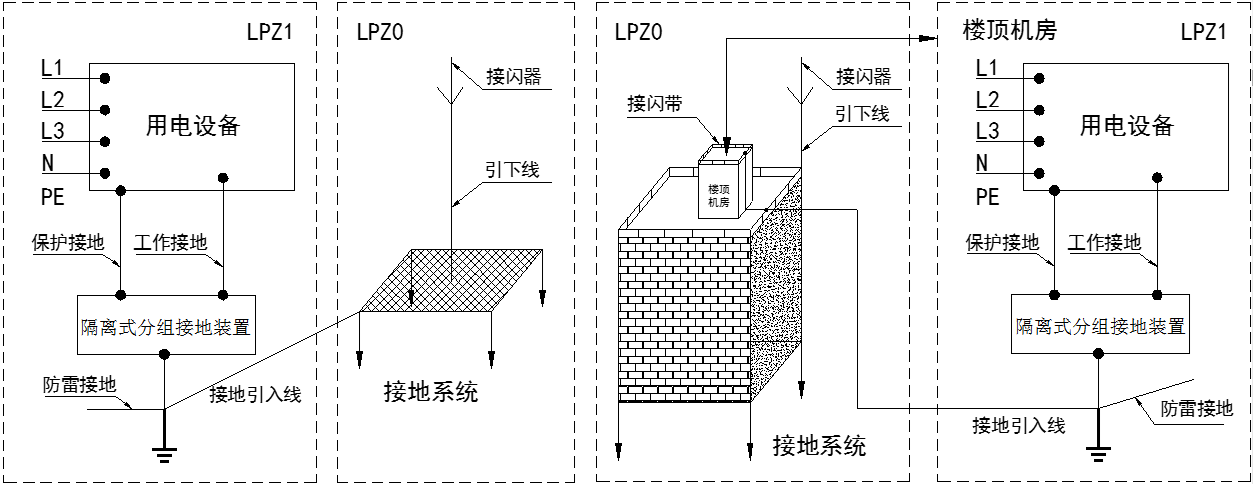 LPZ1
L1
L2
L3
N
PE
用电设备
保护接地
工作接地
隔离式分组接地装置
防雷接地
接地引入线
LPZ0
接闪器
引下线
接地系统
LPZ0
接闪器
接闪带
引下线
楼顶
机房
接地系统
楼顶机房
LPZ1
L1
L2
L3
N
PE
用电设备
保护接地
工作接地
隔离式分组接地装置
防雷接地
接地引入线